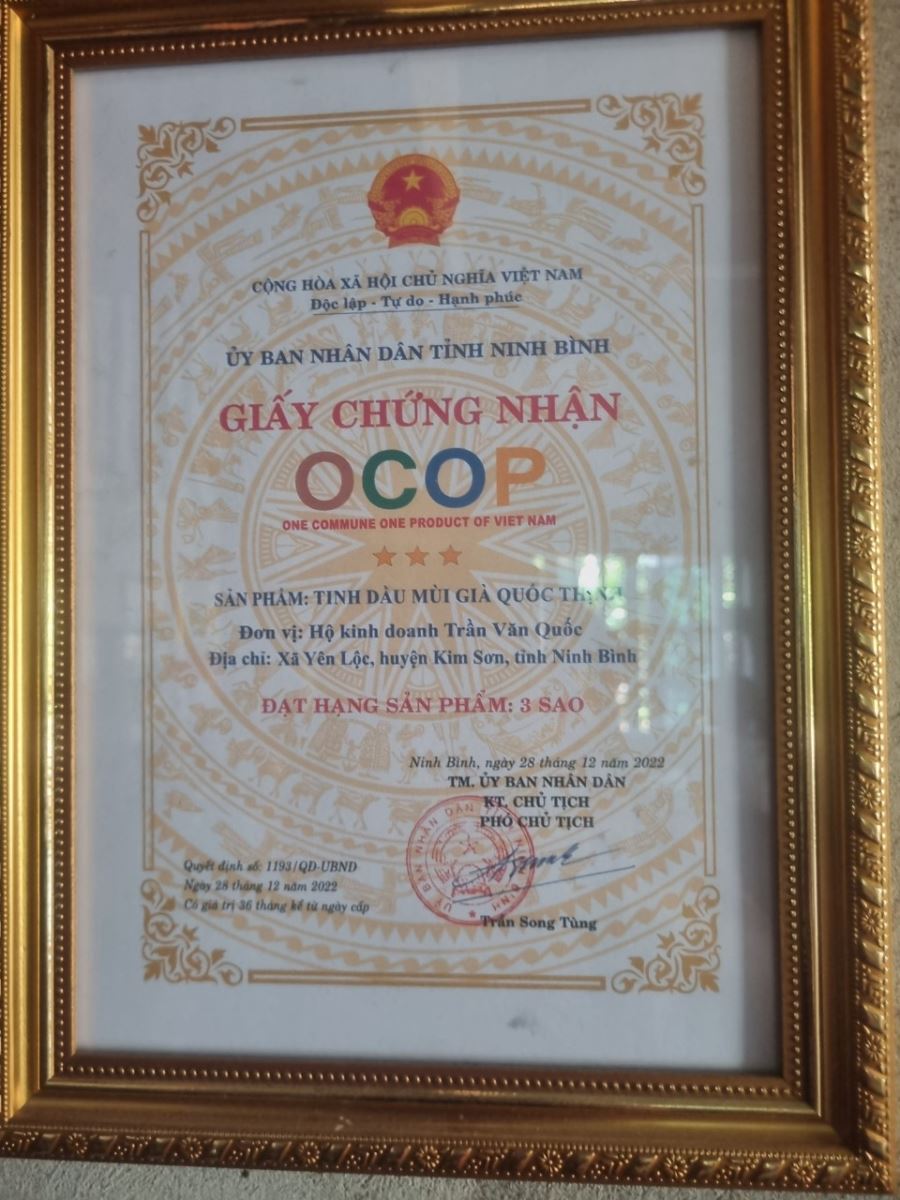 CỘNG HÒA XÃ HỘI CHỦ NGHĨA VIỆT NAM
Độc lập - Tự do - Hạnh phúc
ỦY BAN NHÂN DÂN TỈNH NINH BÌNH
GIẤY CHỨNG NHẬN
OCOP
ONE COMMUNE ONE PRODUCT OF VIET NAM
SẢN PHẨM: TINH DẦU MÙI GIÀ QUỐC
Đơn vị: Hộ kinh doanh Trần Văn Quốc
Địa chỉ: Xã Yên Lộc, huyện Kim Sơn, tỉnh Ninh Bình
ĐẠT HẠNG SẢN PHẨM: 3 SAO
Ninh Bình, ngày 28 tháng 12 năm 2022
TM. ỦY BAN NHÂN DÂN
KT. CHỦ TỊCH
PHÓ CHỦ TỊCH
Trần Song Tùng
Quyết định số: 1193/QĐ-UBND
Ngày 28 tháng 12 năm 2022
Có giá trị 36 tháng kể từ ngày cấp